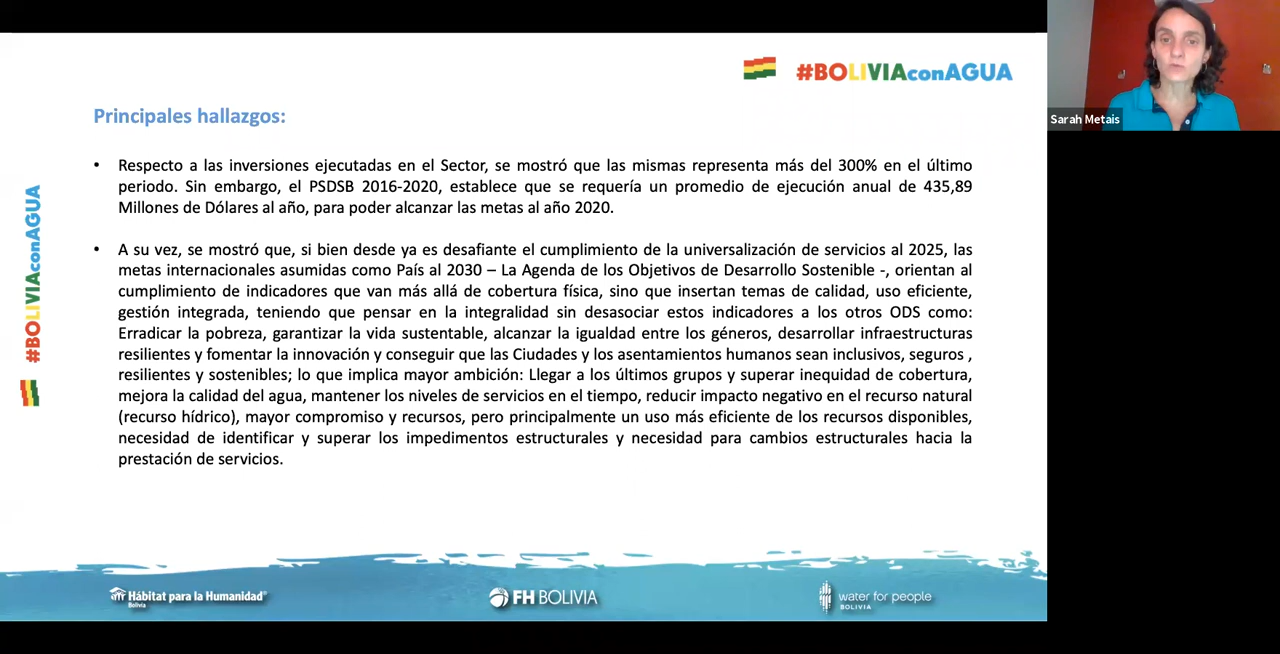 #BOLIVIAconAGUA
Sarah Metais
Principales hallazgos:
• Respecto a las inversiones ejecutadas en el Sector, se mostró que las mismas representa más del 300% en el último
periodo. Sin embargo, el PSDSB 2016-2020, establece que se requería un promedio de ejecución anual de 435,89
Millones de Dólares al año, para poder alcanzar las metas al año 2020.
• A su vez, se mostró que, si bien desde ya es desafiante el cumplimiento de la universalización de servicios al 2025, las
metas internacionales asumidas como País al 2030 – La Agenda de los Objetivos de Desarrollo Sostenible -, orientan al
cumplimiento de indicadores que van más allá de cobertura física, sino que insertan temas de calidad, uso eficiente,
gestión integrada, teniendo que pensar en la integralidad sin desasociar estos indicadores a los otros ODS como:
Erradicar la pobreza, garantizar la vida sustentable, alcanzar la igualdad entre los géneros, desarrollar infraestructuras
resilientes y fomentar la innovación y conseguir que las Ciudades y los asentamientos humanos sean inclusivos, seguros ,
resilientes y sostenibles; lo que implica mayor ambición: Llegar a los últimos grupos y superar inequidad de cobertura,
mejora la calidad del agua, mantener los niveles de servicios en el tiempo, reducir impacto negativo en el recurso natural
(recurso hídrico), mayor compromiso y recursos, pero principalmente un uso más eficiente de los recursos disponibles,
necesidad de identificar y superar los impedimentos estructurales y necesidad para cambios estructurales hacia la
prestación de servicios.
#BOLIVIAconAGUA
Hábitat para la Humanidad®
Bolivia
FH BOLIVIA
water for people
BOLIVIA